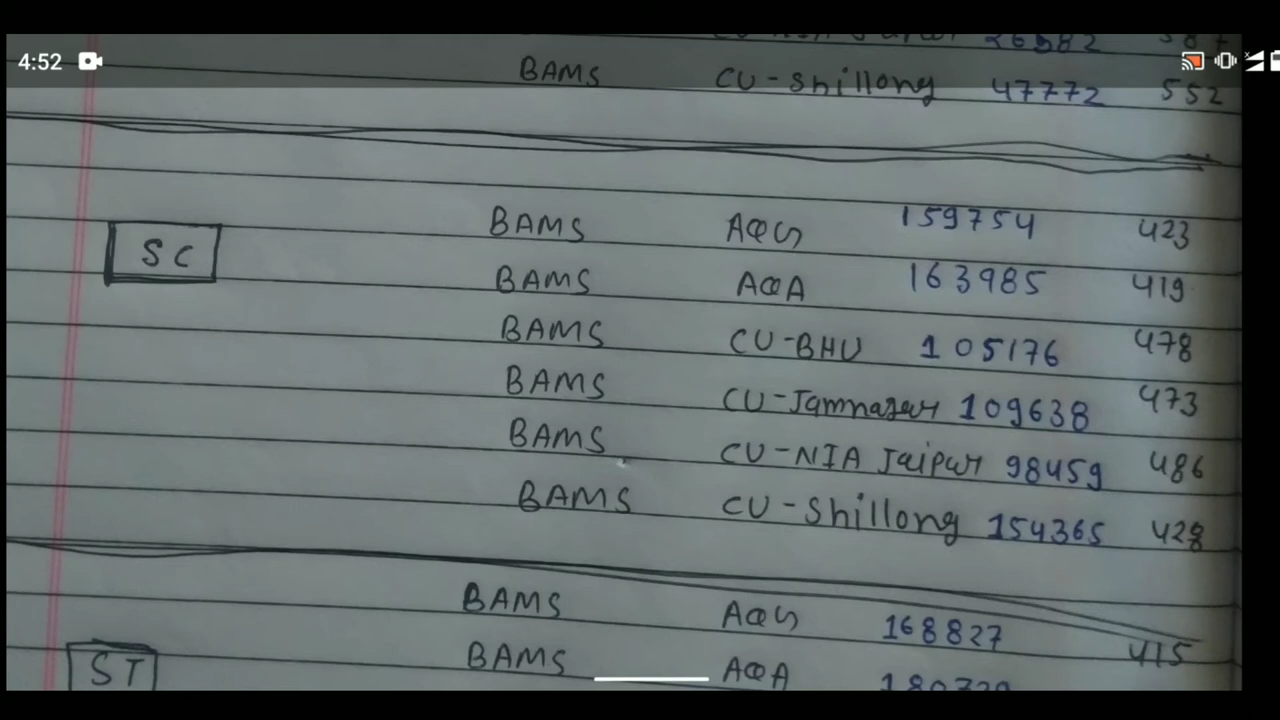 4:52
26582 587
BAMS CU-Shillong 47772 552
SC BAMS AQG 159754 423
BAMS AQA 163985 419
BAMS CU-BHU 105176 478
BAMS CU-Jamnagar 109638 473
BAMS CU-NIA Jaipur 98459 486
BAMS CU-Shillong 154365 428
BAMS AQG 168827 415
ST BAMS AQA